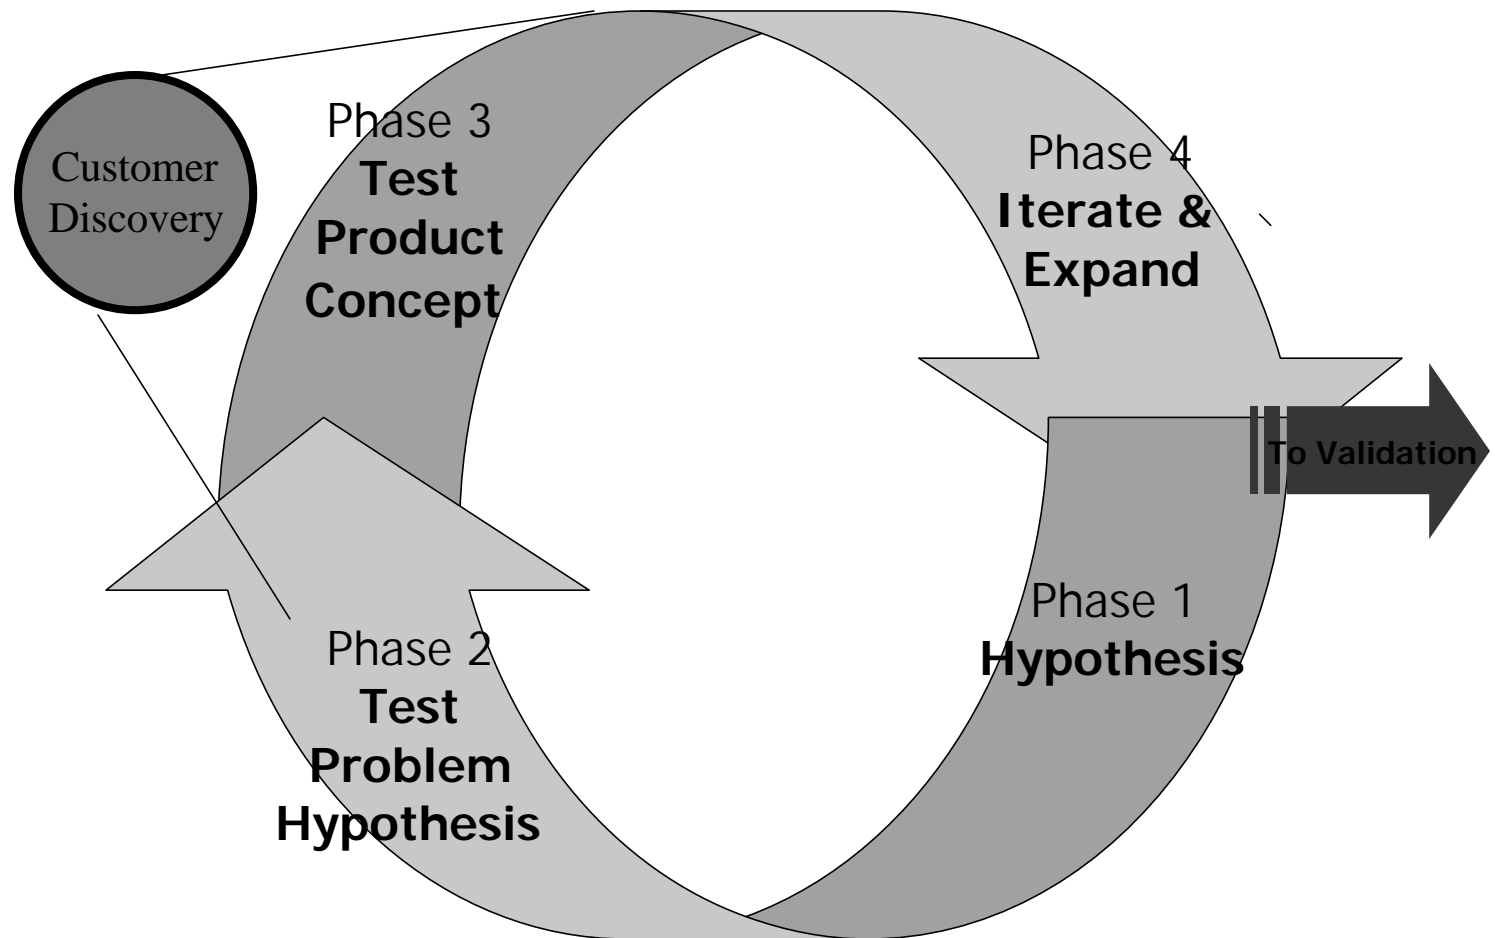 Customer
Discovery
Phase 3
Test
Product
Concept
Phase 4
Iterate &
Expand
To Validation
Phase 1
Hypothesis
Phase 2
Test
Problem
Hypothesis